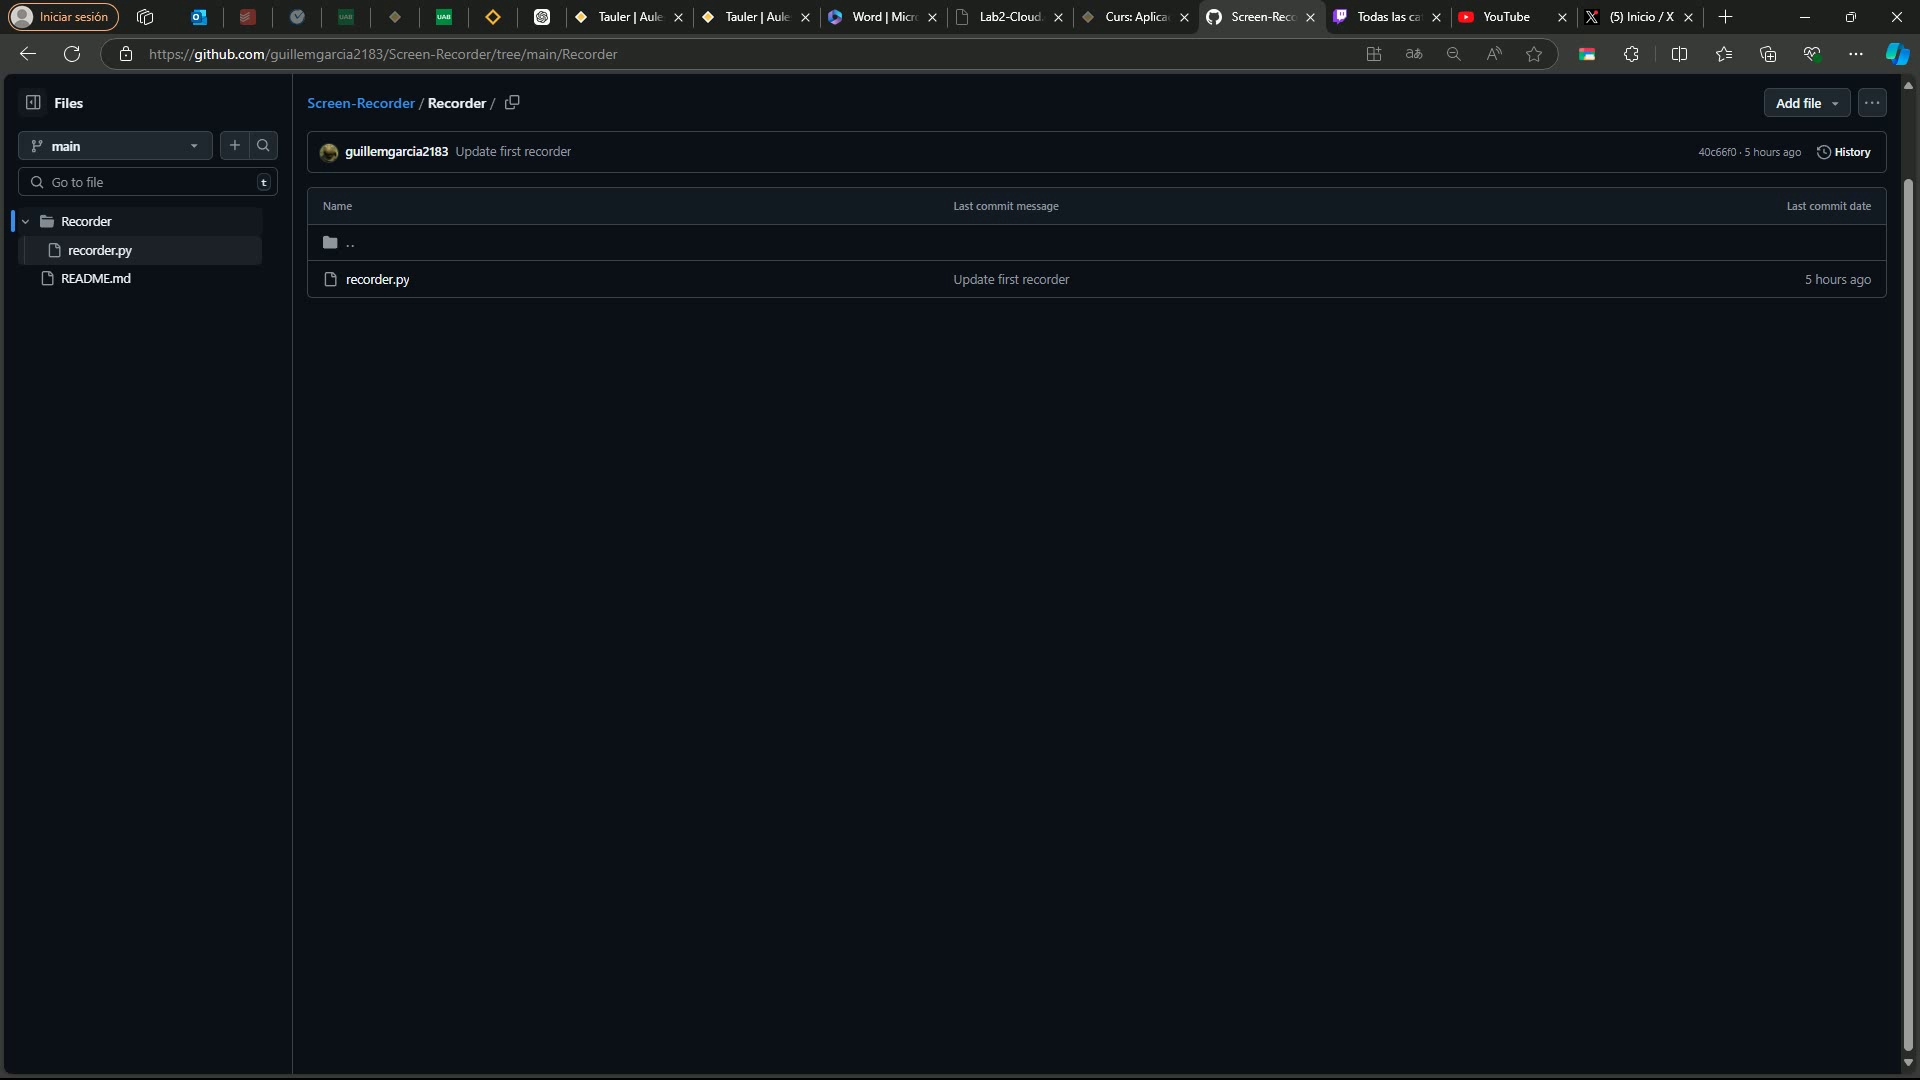 Iniciar sesión
UAB
UAB
Tauler | Aule
Tauler | Aule
Word | Micr
Lab2-Cloud.
Curs: Aplica
Screen-Reco
Todas las ca
YouTube
(5) Inicio / X
https://github.com/guillemgarcia2183/Screen-Recorder/tree/main/Recorder
Files
Screen-Recorder / Recorder /
Add file
main
guillemgarcia2183 Update first recorder
40c66f0 · 5 hours ago
History
Go to file
t
Name
Last commit message
Last commit date
Recorder
..
recorder.py
README.md
recorder.py
Update first recorder
5 hours ago